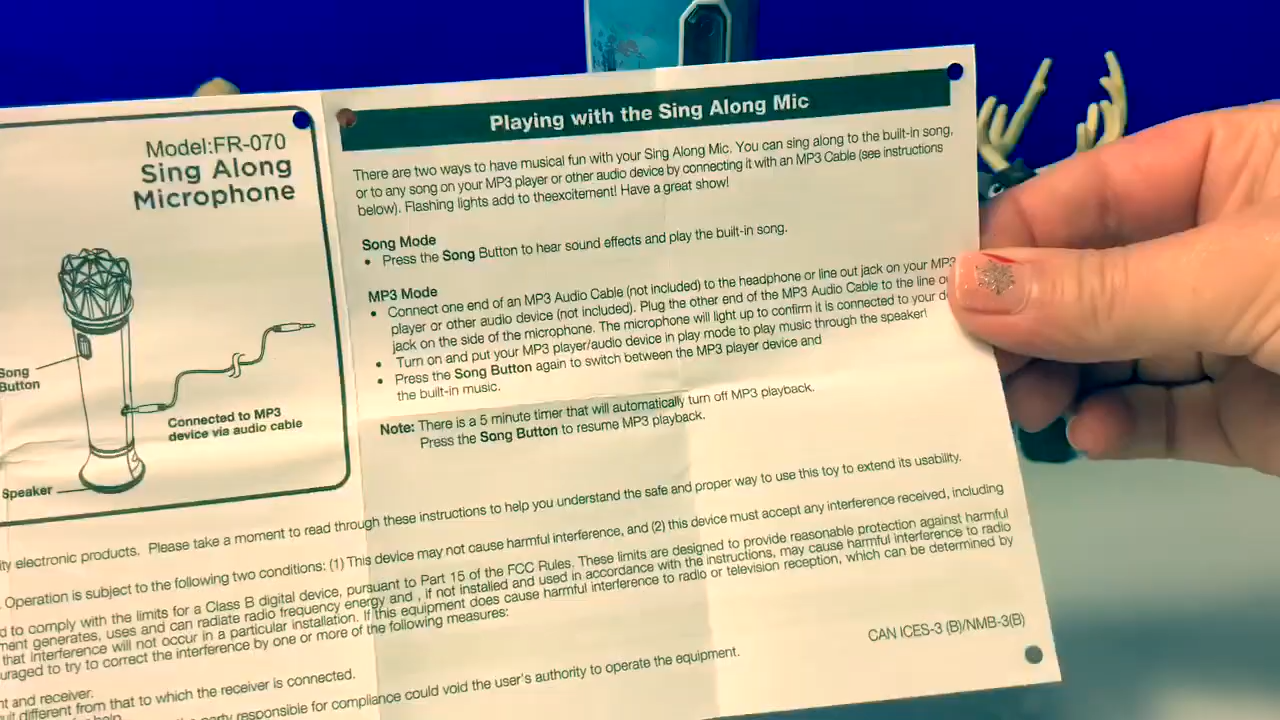 Model:FR-070
Sing Along
Microphone
Song
Button
Connected to MP3
device via audio cable
Speaker
Playing with the Sing Along Mic
There are two ways to have musical fun with your Sing Along Mic. You can sing along to the built-in song,
or to any song on your MP3 player or other audio device by connecting it with an MP3 Cable (see instructions
below). Flashing lights add to theexcitement! Have a great show!
Song Mode
• Press the Song Button to hear sound effects and play the built-in song.
MP3 Mode
• Connect one end of an MP3 Audio Cable (not included) to the headphone or line out jack on your MP3
player or other audio device (not included). Plug the other end of the MP3 Audio Cable to the line
jack on the side of the microphone. The microphone will light up to confirm it is connected to your
• Turn on and put your MP3 player/audio device in play mode to play music through the speaker!
• Press the Song Button again to switch between the MP3 player device and
the built-in music.
Note: There is a 5 minute timer that will automatically turn off MP3 playback.
Press the Song Button to resume MP3 playback.
electronic products. Please take a moment to read through these instructions to help you understand the safe and proper way to use this toy to extend its usability.
Operation is subject to the following two conditions: (1) This device may not cause harmful interference, and (2) this device must accept any interference received, including
to comply with the limits for a Class B digital device, pursuant to Part 15 of the FCC Rules. These limits are designed to provide reasonable protection against harmful
generates, uses and can radiate radio frequency energy and , if not installed and used in accordance with the instructions, may cause harmful interference to radio
that interference will not occur in a particular installation. If this equipment does cause harmful interference to radio or television reception, which can be determined by
to try to correct the interference by one or more of the following measures:
CAN ICES-3 (B)/NMB-3(B)
and receiver.
different from that to which the receiver is connected.
responsible for compliance could void the user's authority to operate the equipment.